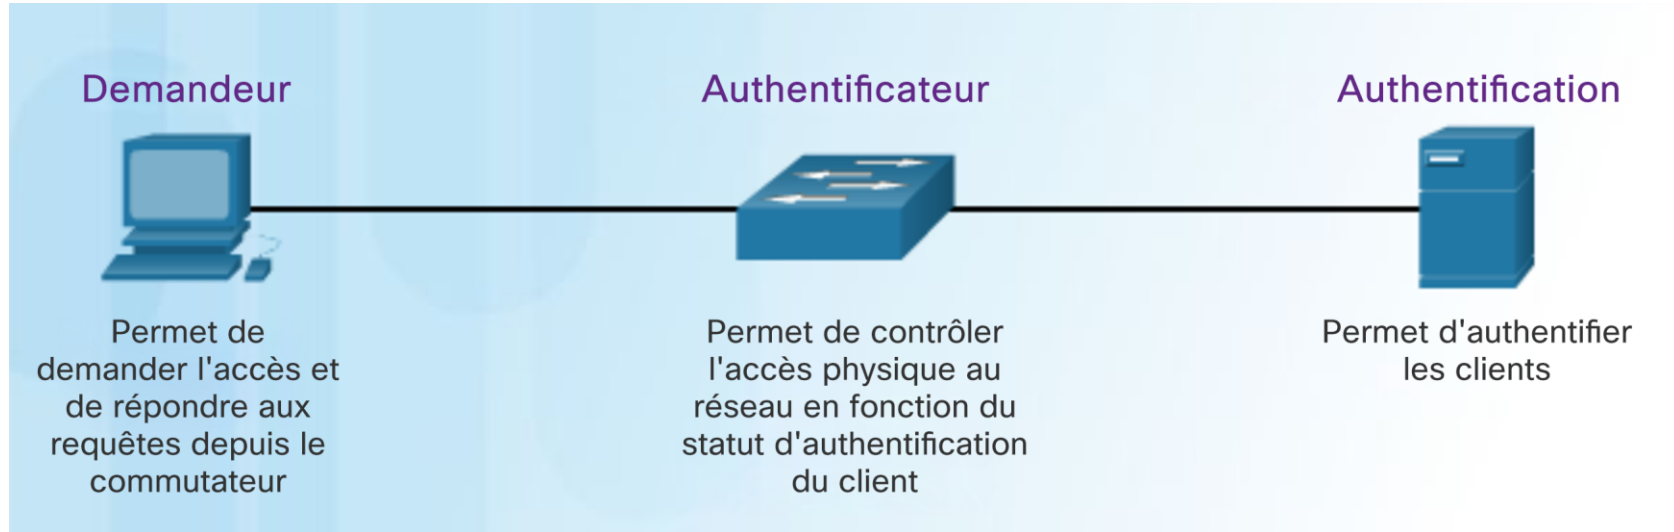 Demandeur
Permet de
demander l'accès et
de répondre aux
requêtes depuis le
commutateur
Authentificateur
Permet de contrôler
l'accès physique au
réseau en fonction du
statut d'authentification
du client
Authentification
Permet d'authentifier
les clients